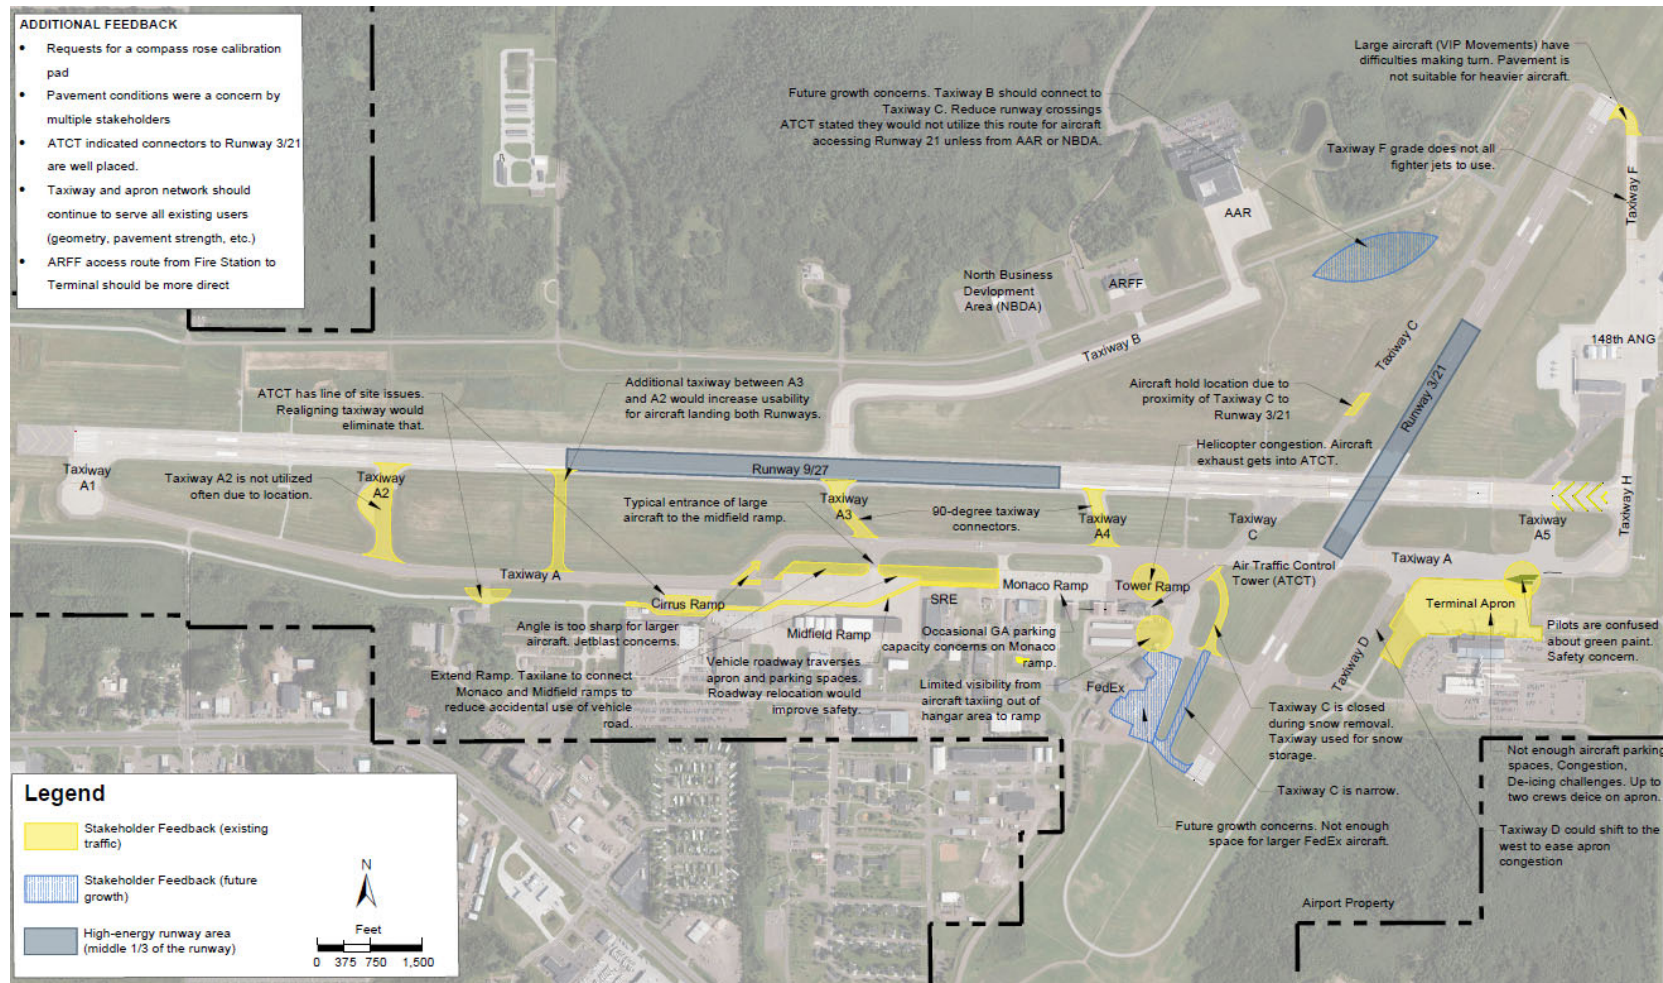 ADDITIONAL FEEDBACK
• Requests for a compass rose calibration
pad
• Pavement conditions were a concern by
multiple stakeholders
• ATCT indicated connectors to Runway 3/21
are well placed.
• Taxiway and apron network should
continue to serve all existing users
(geometry, pavement strength, etc.)
• ARFF access route from Fire Station to
Terminal should be more direct
Large aircraft (VIP Movements) have
difficulties making turn. Pavement is
not suitable for heavier aircraft.
Future growth concerns. Taxiway B should connect to
Taxiway C. Reduce runway crossings
ATCT stated they would not utilize this route for aircraft
accessing Runway 21 unless from AAR or NBDA.
Taxiway F grade does not all
fighter jets to use.
Taxiway F
AAR
North Business
Devlopment
Area (NBDA)
ARFF
Taxiway B
Taxiway C
148th ANG
Runway 3/21
ATCT has line of site issues.
Realigning taxiway would
eliminate that.
Additional taxiway between A3
and A2 would increase usability
for aircraft landing both Runways.
Aircraft hold location due to
proximity of Taxiway C to
Runway 3/21
Helicopter congestion. Aircraft
exhaust gets into ATCT.
Taxiway
A1
Taxiway A2 is not utilized
often due to location.
Taxiway
A2
Runway 9/27
Typical entrance of large
aircraft to the midfield ramp.
Taxiway
A3
90-degree taxiway
connectors.
Taxiway
A4
Taxiway
C
Taxiway
A5
Taxiway H
Taxiway A
Taxiway A
Air Traffic Control
Tower (ATCT)
Cirrus Ramp
Monaco Ramp
Tower Ramp
SRE
Terminal Apron
Angle is too sharp for larger
aircraft. Jetblast concerns.
Midfield Ramp
Occasional GA parking
capacity concerns on Monaco
ramp.
Pilots are confused
about green paint.
Safety concern.
Taxiway D
Extend Ramp. Taxilane to connect
Monaco and Midfield ramps to
reduce accidental use of vehicle
road.
Vehicle roadway traverses
apron and parking spaces.
Roadway relocation would
improve safety.
Limited visibility from
aircraft taxiing out of
hangar area to ramp
FedEx
Taxiway C is closed
during snow removal.
Taxiway used for snow
storage.
Not enough aircraft parking
spaces, Congestion,
De-icing challenges. Up to
two crews deice on apron.
Taxiway C is narrow.
Future growth concerns. Not enough
space for larger FedEx aircraft.
Taxiway D could shift to the
west to ease apron
congestion
Airport Property
Legend
Stakeholder Feedback (existing
traffic)
Stakeholder Feedback (future
growth)
High-energy runway area
(middle 1/3 of the runway)
N
Feet
0 375 750 1,500